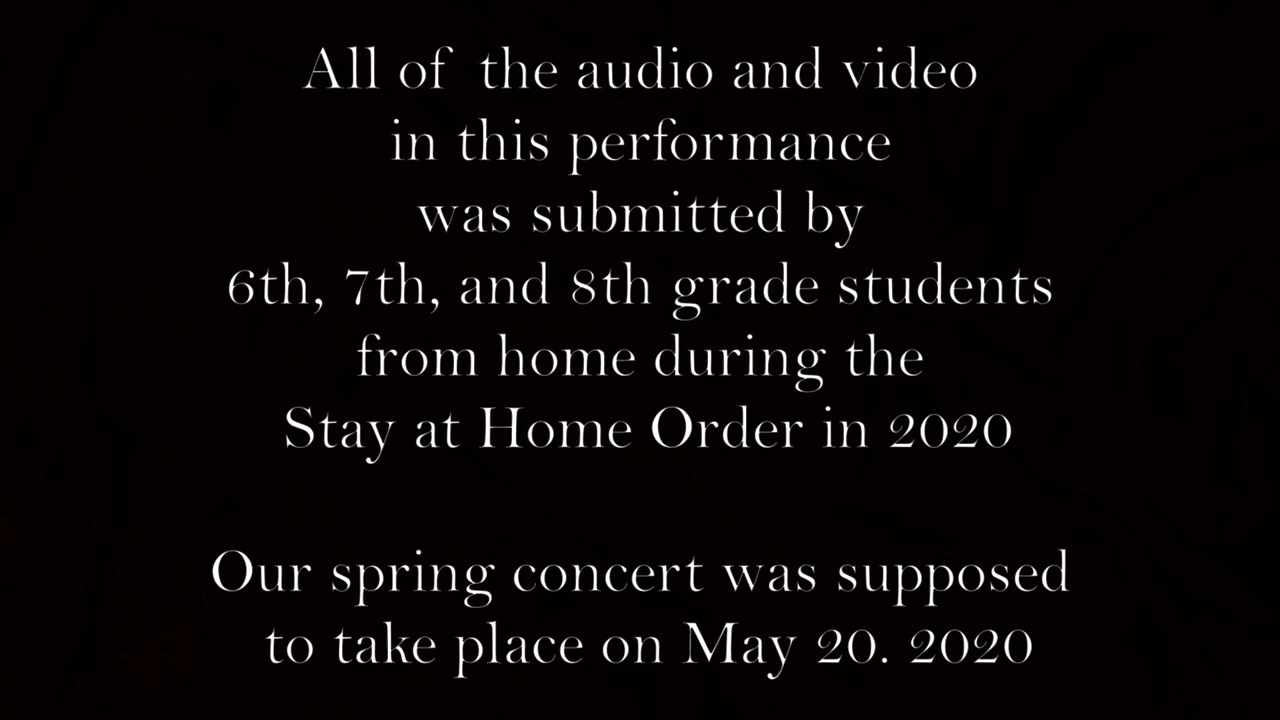 All of the audio and video
in this performance
was submitted by
6th, 7th, and 8th grade students
from home during the
Stay at Home Order in 2020
Our spring concert was supposed
to take place on May 20. 2020